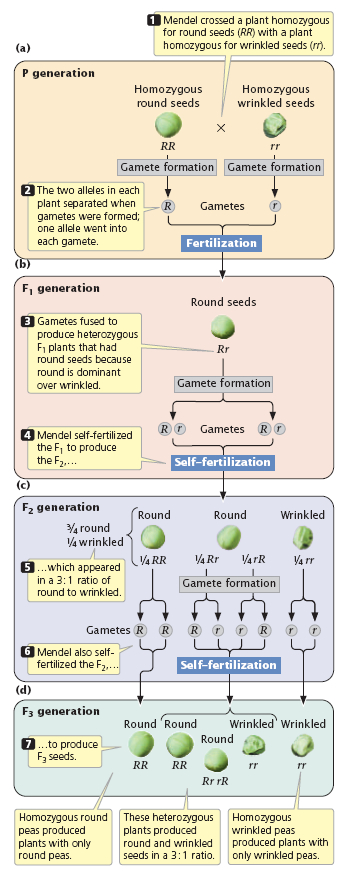 1 Mendel crossed a plant homozygous
for round seeds (RR) with a plant
homozygous for wrinkled seeds (rr).
(a)
P generation
Homozygous
round seeds
Homozygous
wrinkled seeds
×
RR
rr
Gamete formation
Gamete formation
2 The two alleles in each
plant separated when
gametes were formed;
one allele went into
each gamete.
R
Gametes
r
Fertilization
(b)
F1 generation
Round seeds
3 Gametes fused to
produce heterozygous
F1 plants that had
round seeds because
round is dominant
over wrinkled.
Rr
Gamete formation
R r
Gametes
R r
4 Mendel self-fertilized
the F1 to produce
the F2,…
Self–fertilization
(c)
F2 generation
Round
Round
Wrinkled
¾ round
¼ wrinkled
¼ RR
¼ Rr
¼ rR
¼ rr
5 …which appeared
in a 3:1 ratio of
round to wrinkled.
Gamete formation
Gametes
R R
R r r R
r r
6 Mendel also self-
fertilized the F2,…
Self–fertilization
(d)
F3 generation
Round
Round
Wrinkled
Wrinkled
7 …to produce
F3 seeds.
Round
RR
RR
Rr rR
rr
rr
Homozygous round
peas produced
plants with only
round peas.
These heterozygous
plants produced
round and wrinkled
seeds in a 3:1 ratio.
Homozygous
wrinkled peas
produced plants with
only wrinkled peas.